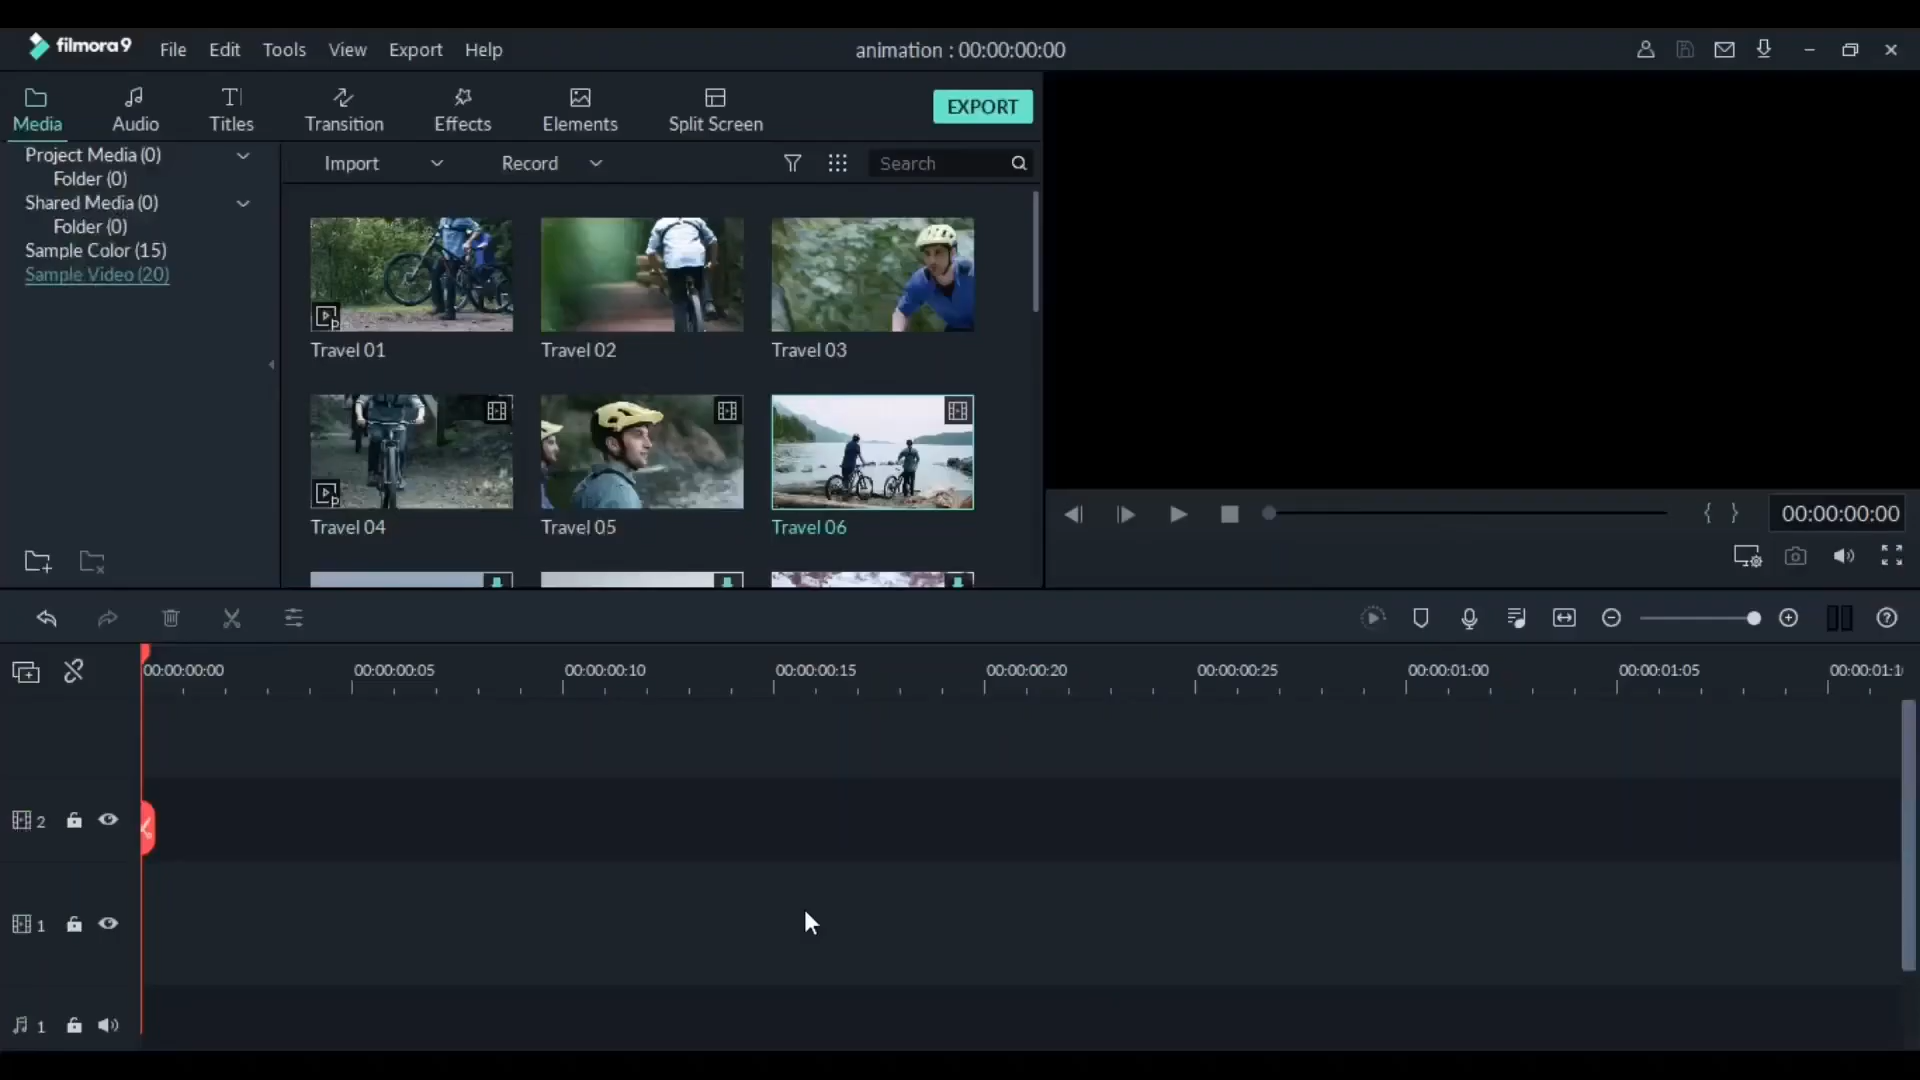 filmora9 File Edit Tools View Export Help animation : 00:00:00:00
Media Audio Titles Transition Effects Elements Split Screen EXPORT
Project Media (0)
Folder (0)
Shared Media (0)
Folder (0)
Sample Color (15)
Sample Video (20)
Import Record Search
Travel 01 Travel 02 Travel 03
Travel 04 Travel 05 Travel 06
{ } 00:00:00:00
00:00:00:00 00:00:00:05 00:00:00:10 00:00:00:15 00:00:00:20 00:00:00:25 00:00:01:00 00:00:01:05 00:00:01:1
2
1
1